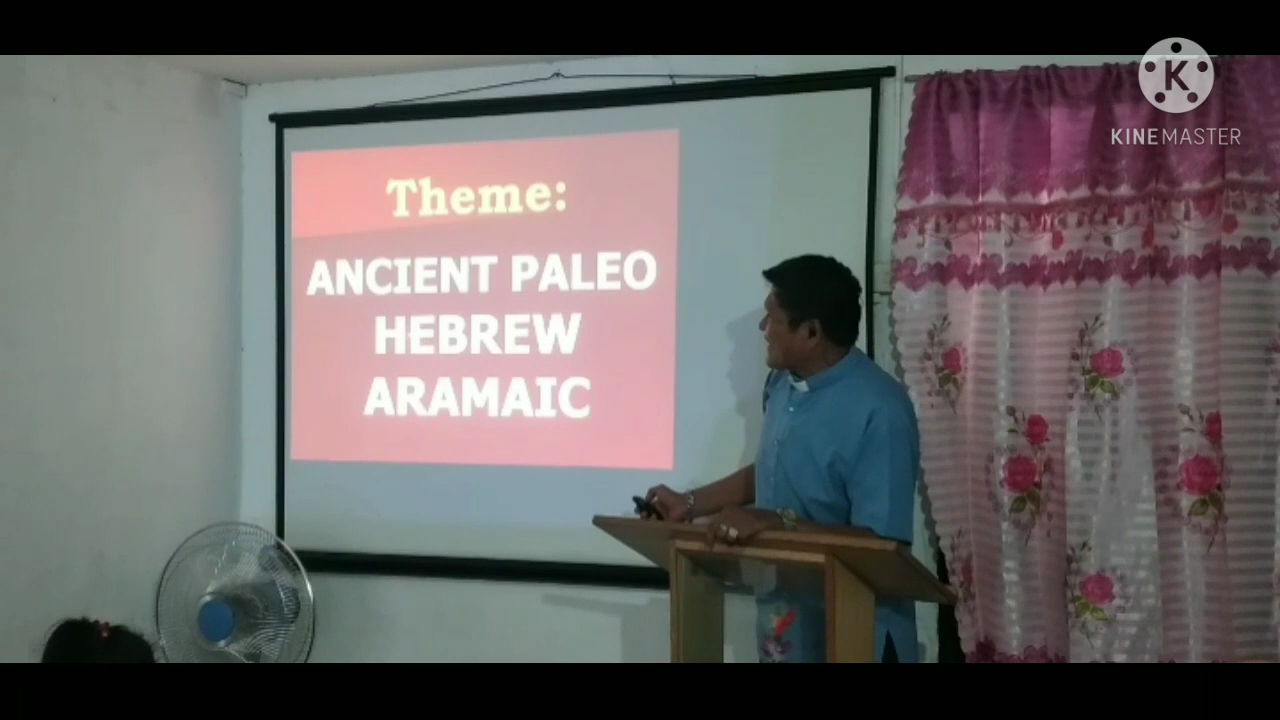 Theme:
ANCIENT PALEO
HEBREW
ARAMAIC
K
KINEMASTER